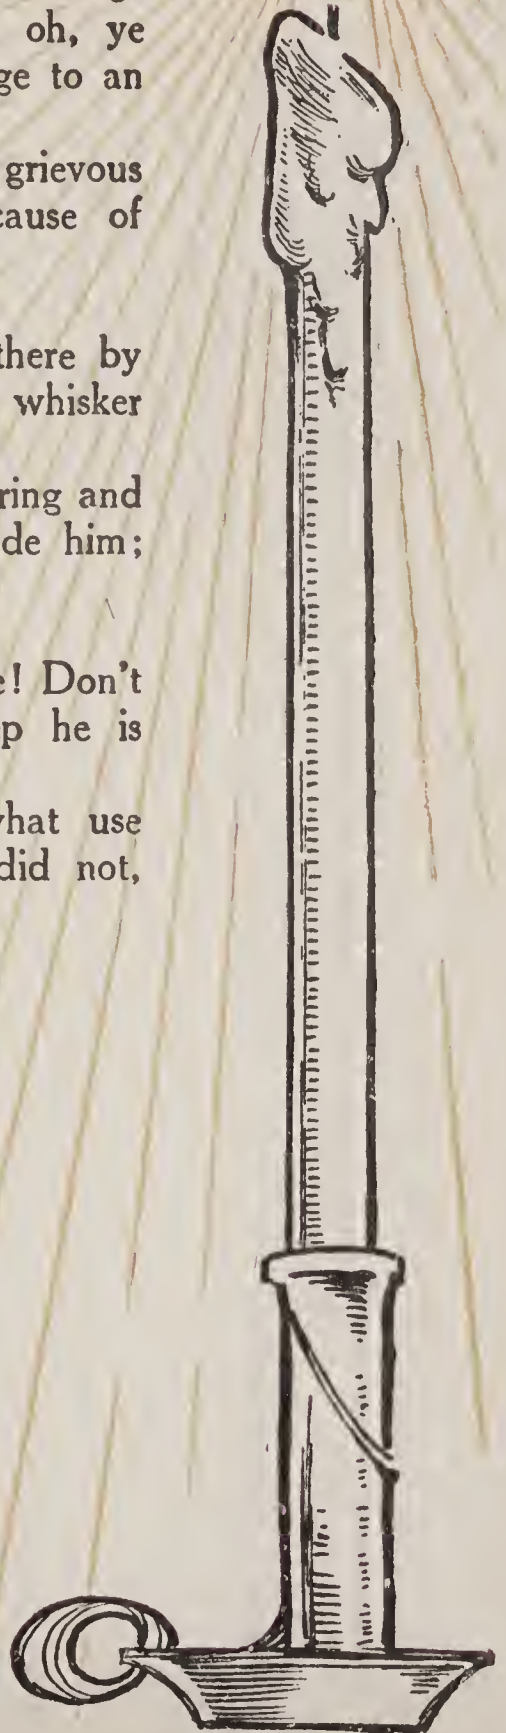 oh, ye
ge to an
grievous
cause of
there by
whisker
ring and
de him;
e! Don't
p he is
what use
did not,